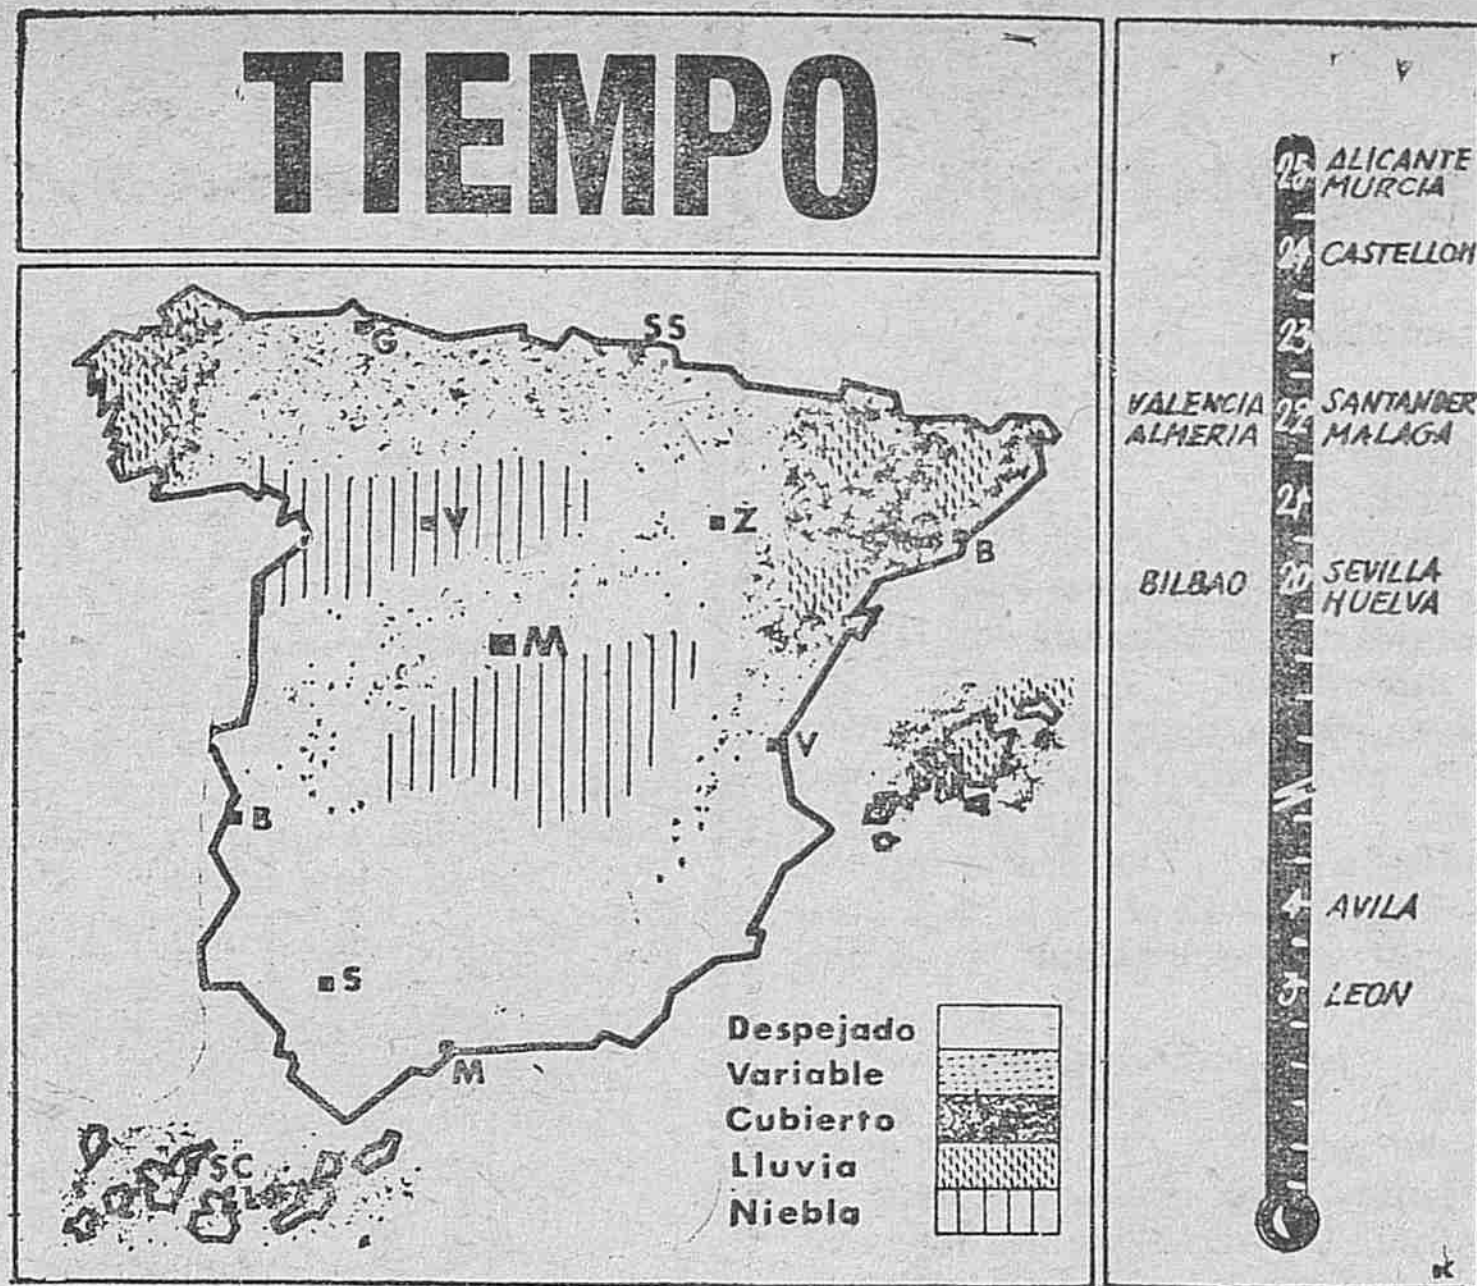 TIEMPO
G
SS
V
Z
B
M
V
B
S
M
SC
Despejado
Variable
Cubierto
Lluvia
Niebla
25 ALICANTE
MURCIA
24 CASTELLON
23
VALENCIA 22 SANTANDER
ALMERIA MALAGA
21
BILBAO 20 SEVILLA
HUELVA
4 AVILA
3 LEON